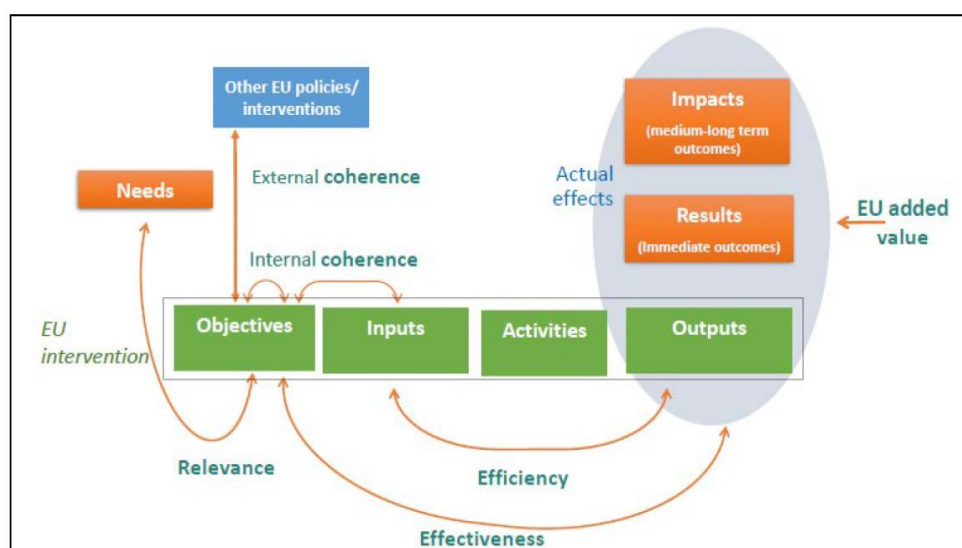 Other EU policies/
interventions
Impacts
(medium-long term
outcomes)
Actual
effects
Needs
External coherence
Results
(Immediate outcomes)
EU added
value
Internal coherence
EU
intervention
Objectives
Inputs
Activities
Outputs
Relevance
Efficiency
Effectiveness